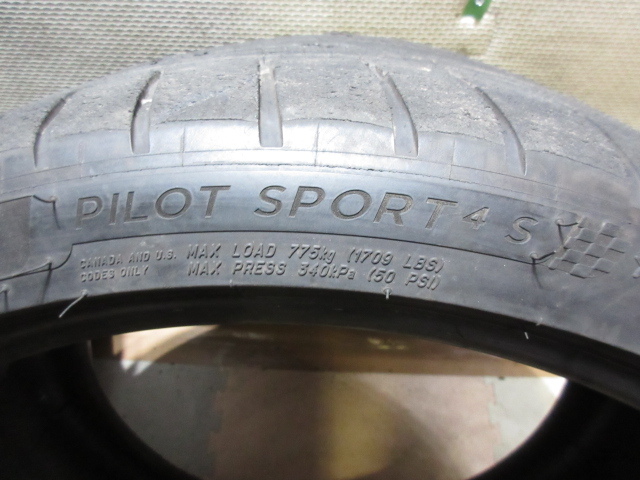 PILOT SPORT 4 S
CANADA AND U.S. MAX LOAD 775kg (1709 LBS)
CODES ONLY MAX PRESS 340kPa (50 PSI)